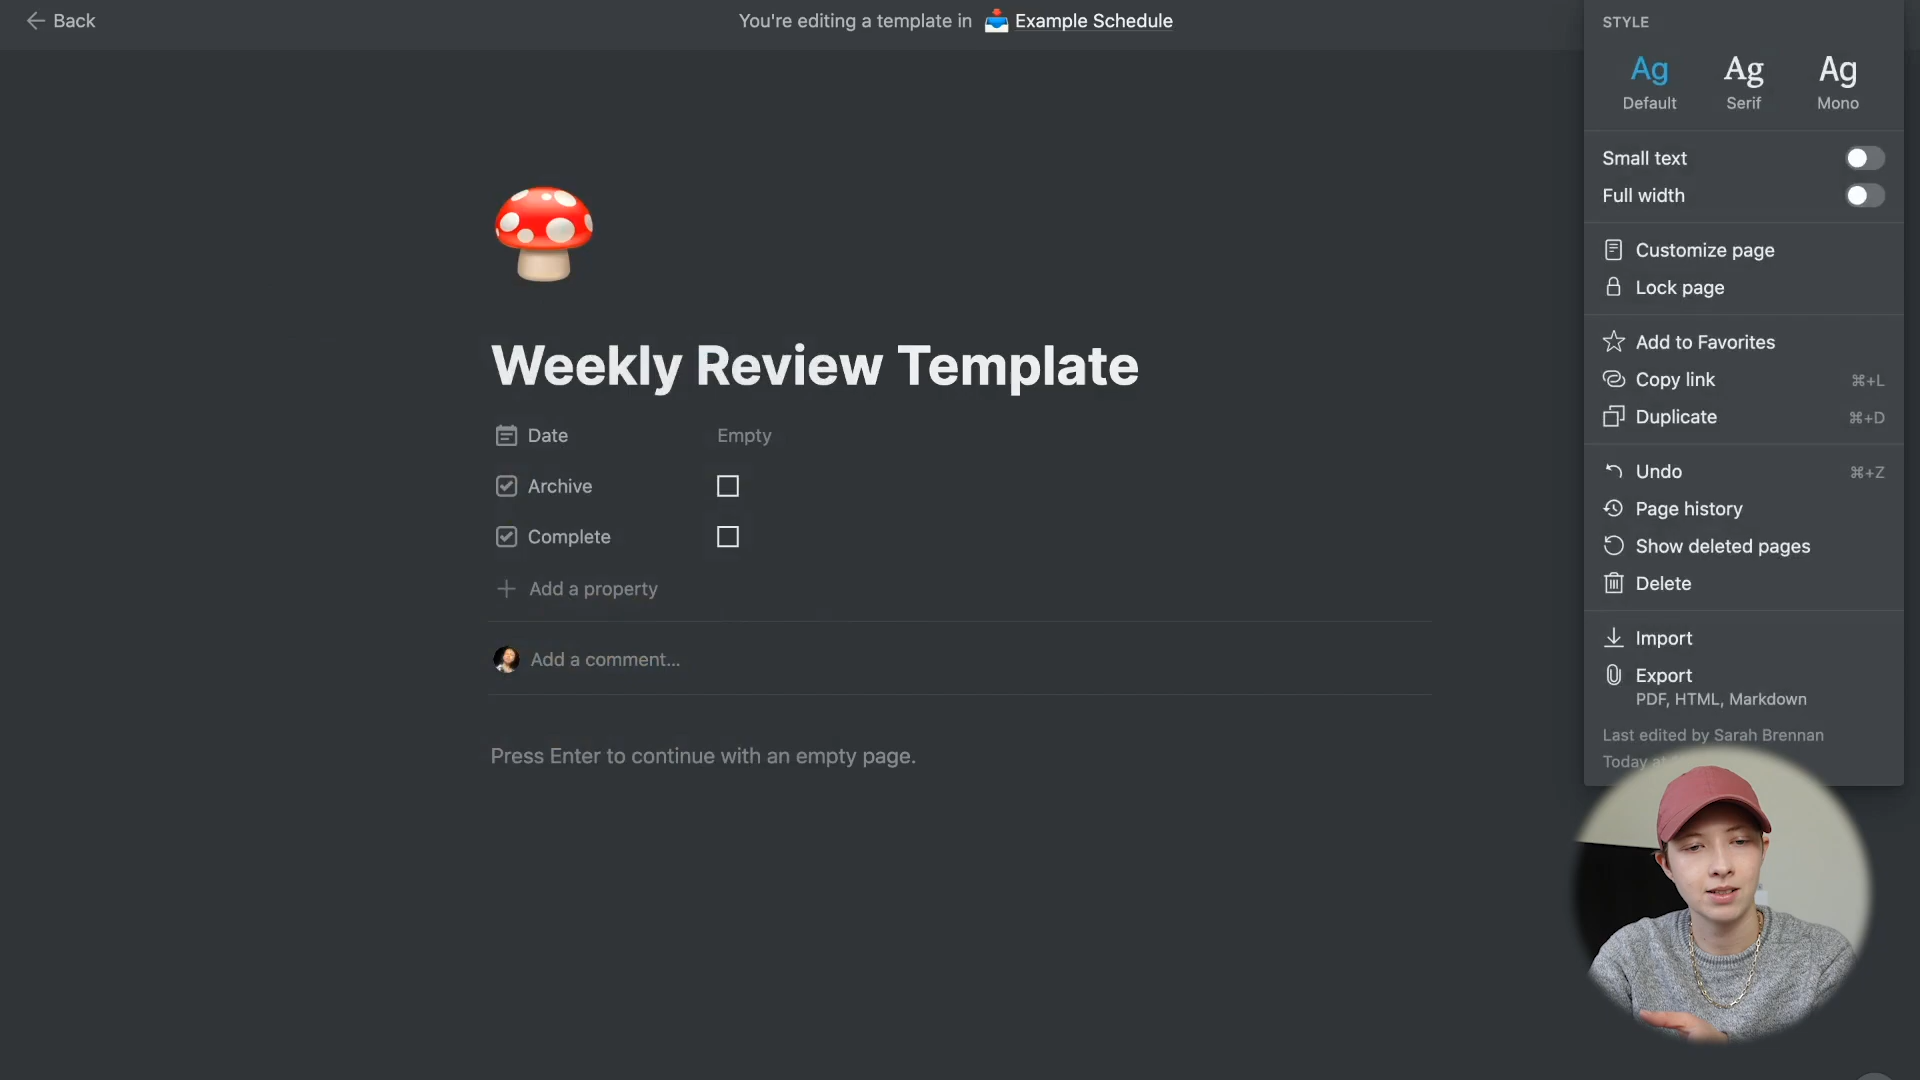 Back
You're editing a template in Example Schedule
STYLE
Ag Ag Ag
Default Serif Mono
Small text
Full width
Customize page
Lock page
Add to Favorites
Copy link ⌘+L
Duplicate ⌘+D
Undo ⌘+Z
Page history
Show deleted pages
Delete
Import
Export
PDF, HTML, Markdown
Last edited by Sarah Brennan
Today at
Weekly Review Template
Date Empty
Archive
Complete
Add a property
Add a comment...
Press Enter to continue with an empty page.